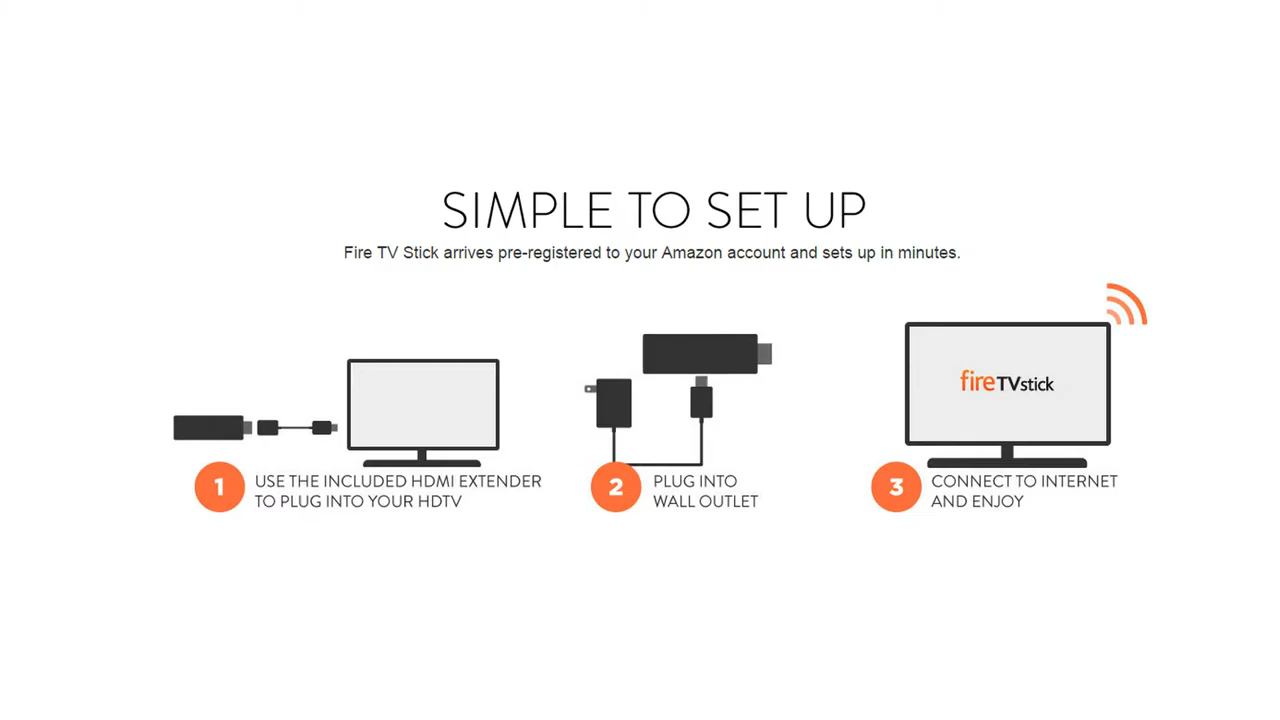 SIMPLE TO SET UP
Fire TV Stick arrives pre-registered to your Amazon account and sets up in minutes.
fireTVstick
1
USE THE INCLUDED HDMI EXTENDER
TO PLUG INTO YOUR HDTV
2
PLUG INTO
WALL OUTLET
3
CONNECT TO INTERNET
AND ENJOY